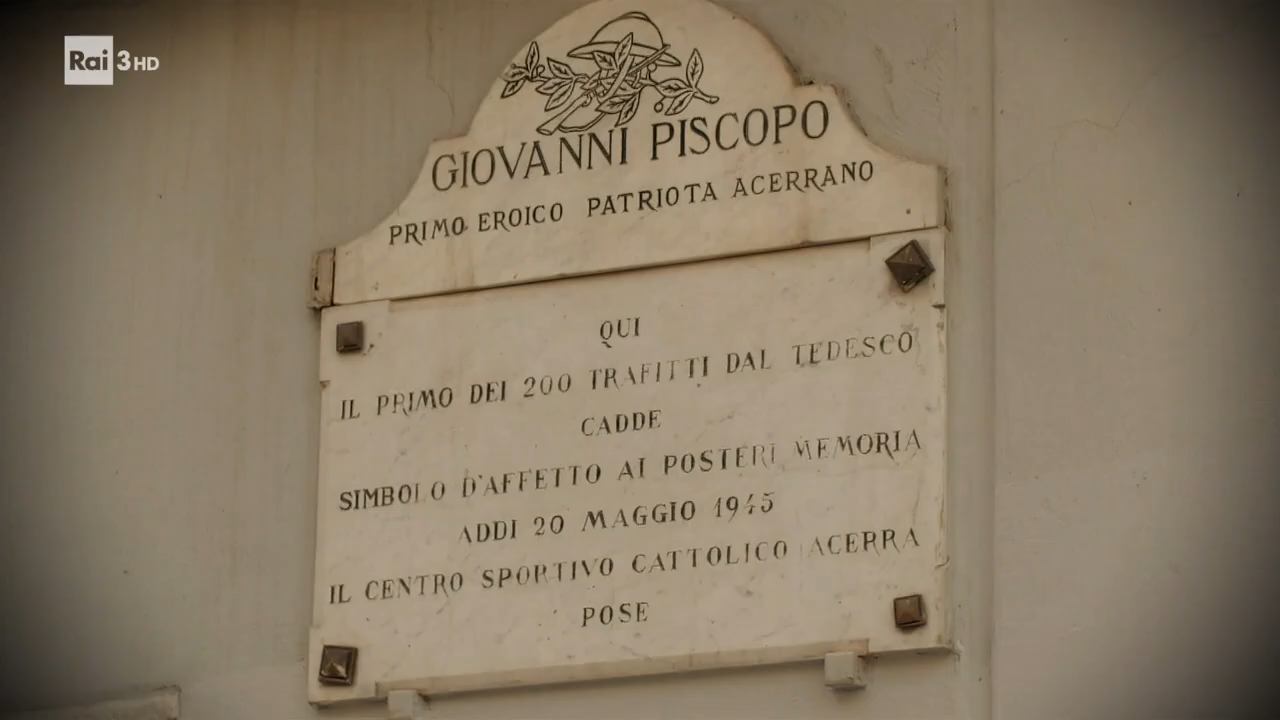 Rai 3 HD
GIOVANNI PISCOPO
PRIMO EROICO PATRIOTA ACERRANO
QUI
IL PRIMO DEI 200 TRAFITTI DAL TEDESCO
CADDE
SIMBOLO D'AFFETTO AI POSTERI MEMORIA
ADDI 20 MAGGIO 1945
IL CENTRO SPORTIVO CATTOLICO ACERRA
POSE